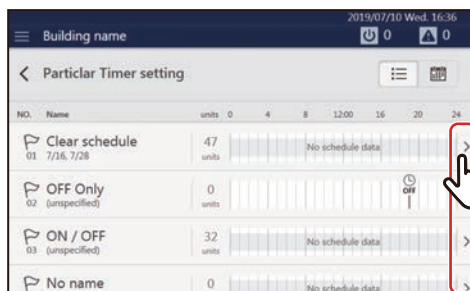 2019/07/10 Wed. 16:36
Building name
0
0
Particlar Timer setting
NO. Name units 0 4 8 12:00 16 20 24
Clear schedule 47
01 7/16, 7/28 units
No schedule data
OFF Only 0
02 (unspecified) units
OFF
ON / OFF 32
03 (unspecified) units
No schedule data
No name 0
No schedule data